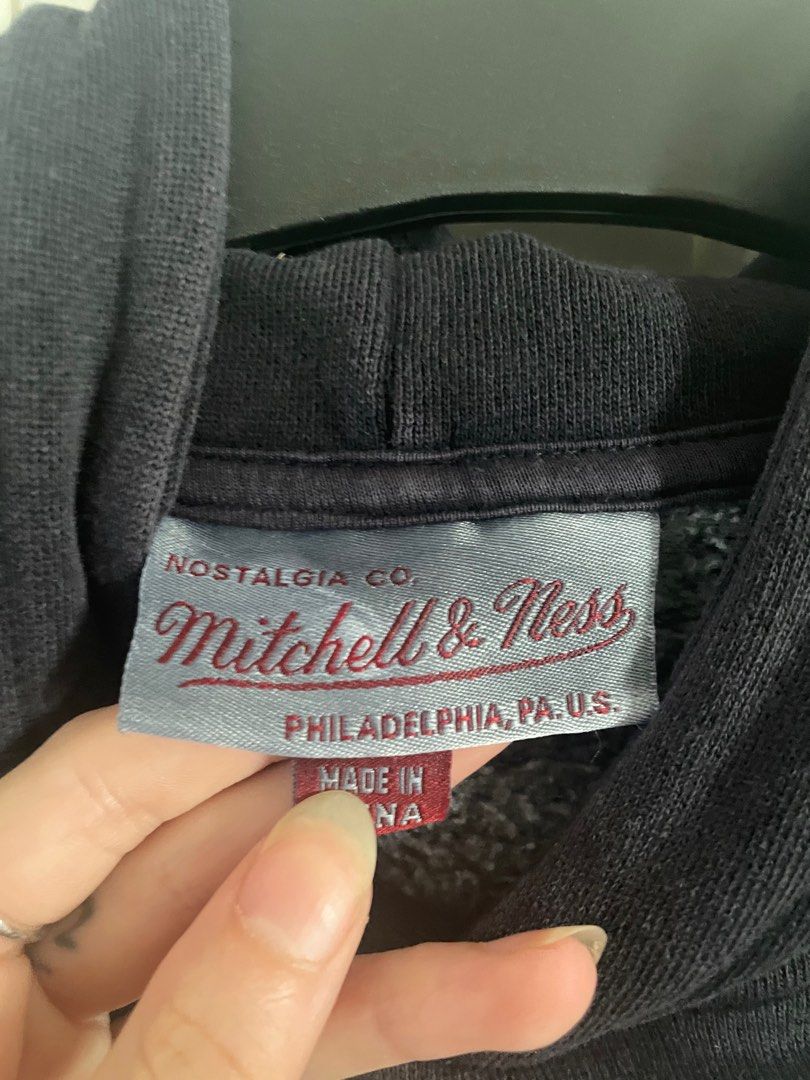 NOSTALGIA CO.
Mitchell & Ness
PHILADELPHIA, PA. U.S.
MADE IN